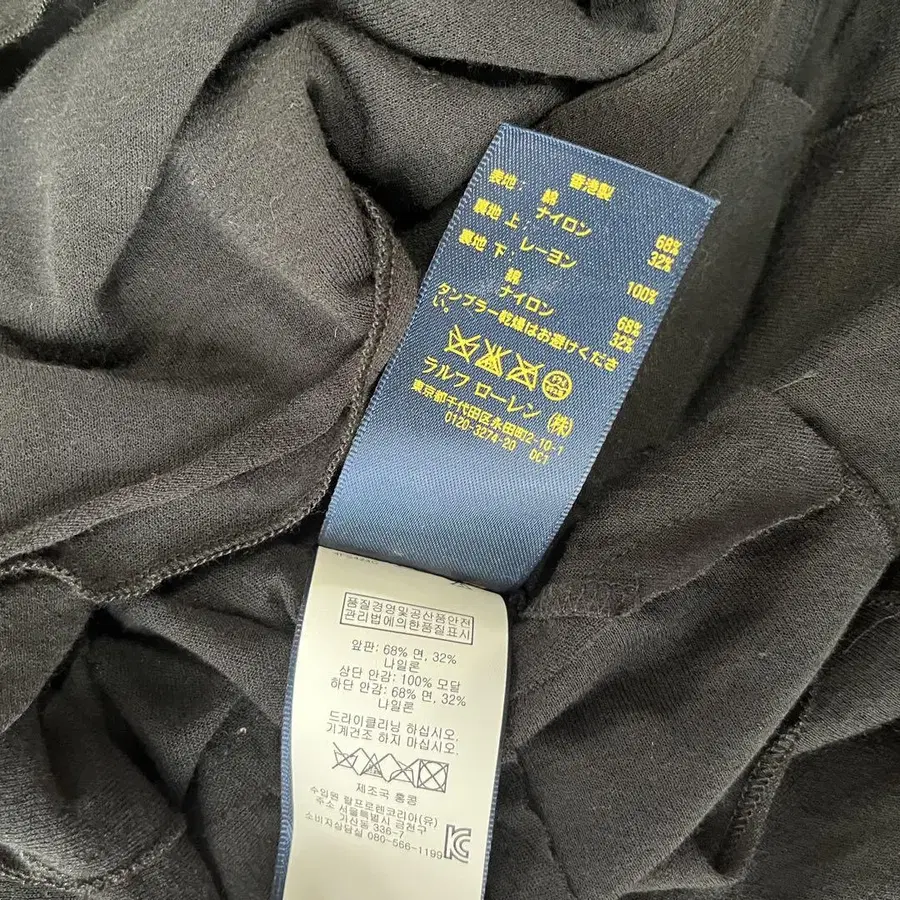 香港製
表地: 綿 68%
ナイロン 32%
裏地 上: レーヨン 100%
裏地 下: 綿 68%
ナイロン 32%
タンブラー乾燥はお避けくださ
い。
ラルフ ローレン (株)
東京都千代田区永田町2-10-1
0120-3274-20 DC1
품질경영및공산품안전
관리법에의한품질표시
앞판: 68% 면, 32%
나일론
상단 안감: 100% 모달
하단 안감: 68% 면, 32%
나일론
드라이클리닝 하십시오.
기계건조 하지 마십시오.
제조국 홍콩
수입원 랄프로렌코리아(유)
주소 서울특별시 금천구
가산동 336-7
소비자상담실 080-566-1199